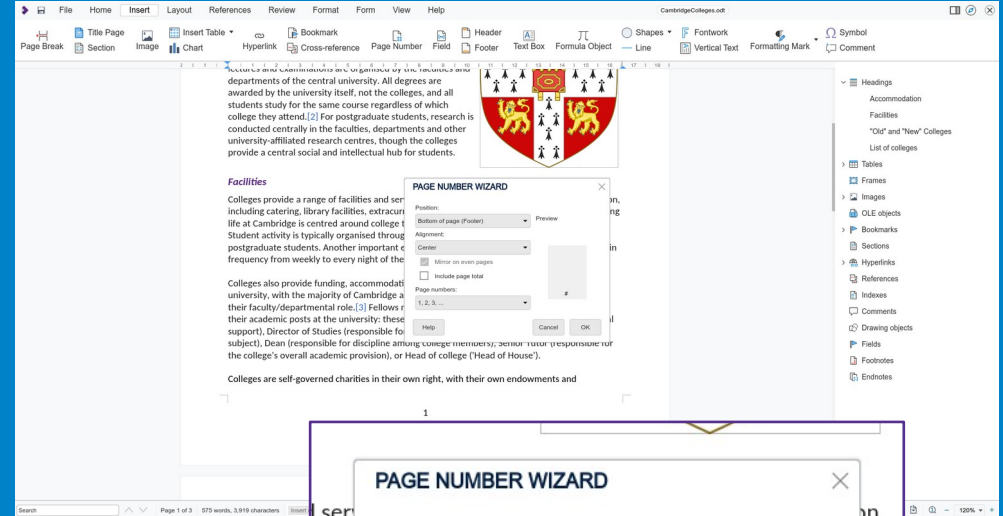 File Home Insert Layout References Review Format Form View Help
CambridgeColleges.odt
Page Break
Title Page
Section
Image
Insert Table
Chart
Hyperlink
Bookmark
Cross-reference
Page Number
Field
Header
Footer
Text Box
Formula Object
Shapes
Line
Fontwork
Vertical Text
Formatting Mark
Symbol
Comment
departments of the central university. All degrees are
awarded by the university itself, not the colleges, and all
students study for the same course regardless of which
college they attend.[2] For postgraduate students, research is
conducted centrally in the faculties, departments and other
university-affiliated research centres, though the colleges
provide a central social and intellectual hub for students.
Facilities
Colleges provide a range of facilities and ser
including catering, library facilities, extracurr
life at Cambridge is centred around college t
Student activity is typically organised throug
postgraduate students. Another important e
frequency from weekly to every night of the
Colleges also provide funding, accommodati
university, with the majority of Cambridge a
their faculty/departmental role.[3] Fellows r
their academic posts at the university: these
support), Director of Studies (responsible fo
subject), Dean (responsible for discipline among college members), Senior Tutor (responsible for
the college's overall academic provision), or Head of college ('Head of House').
Colleges are self-governed charities in their own right, with their own endowments and
1
PAGE NUMBER WIZARD
Position:
Bottom of page (Footer)
Preview
Alignment:
Center
Mirror on even pages
Include page total
Page numbers:
1, 2, 3, ...
#
Help
Cancel
OK
Headings
Accommodation
Facilities
"Old" and "New" Colleges
List of colleges
Tables
Frames
Images
OLE objects
Bookmarks
Sections
Hyperlinks
References
Indexes
Comments
Drawing objects
Fields
Footnotes
Endnotes
PAGE NUMBER WIZARD
Search
Page 1 of 3 575 words, 3,919 characters Insert
120%